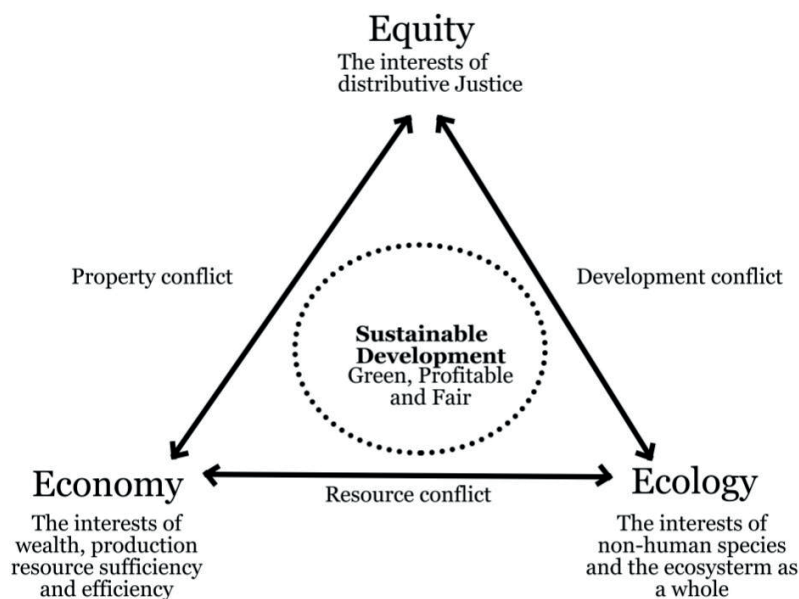 Equity
The interests of
distributive Justice
Property conflict
Development conflict
Sustainable
Development
Green, Profitable
and Fair
Economy
The interests of
wealth, production
resource sufficiency
and efficiency
Resource conflict
Ecology
The interests of
non-human species
and the ecosysterm as
a whole